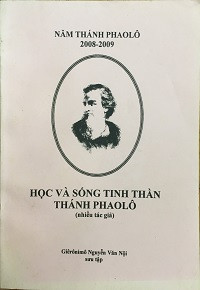 NĂM THÁNH PHAOLÔ
2008-2009
HỌC VÀ SỐNG TINH THẦN
THÁNH PHAOLÔ
(nhiều tác giả)
Giêrônimô Nguyễn Văn Nội
sưu tập